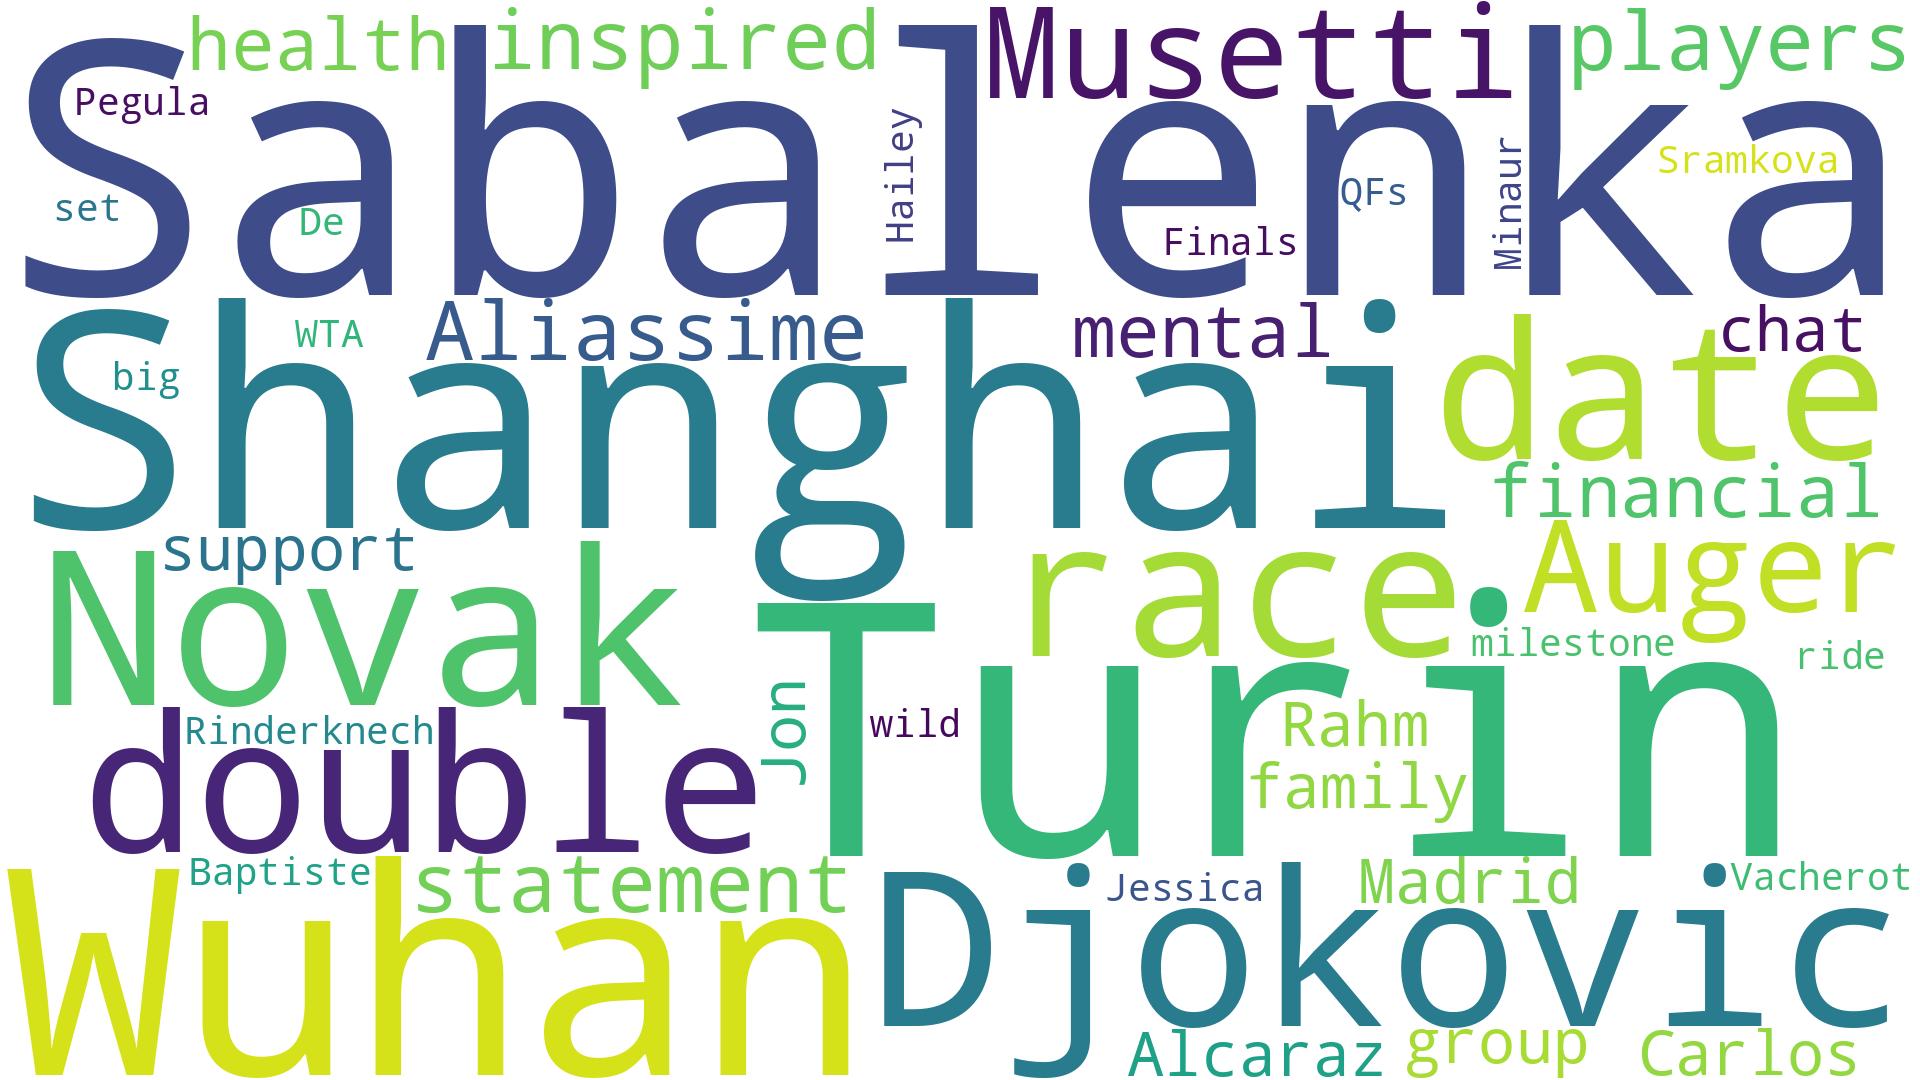 health inspired Musetti players
Sabalenka
Pegula
Hailey
Minaur
Sramkova
set
De
QFs
Finals
Shanghai
WTA
Aliassime
mental
chat
big
date
financial
support
Novak
race
Auger
Turin
milestone
ride
Jon
wild
Rahm
double
Rinderknech
family
Baptiste
statement
Wuhan
Djokovic
Jessica
Madrid
Vacherot
Alcaraz
group
Carlos